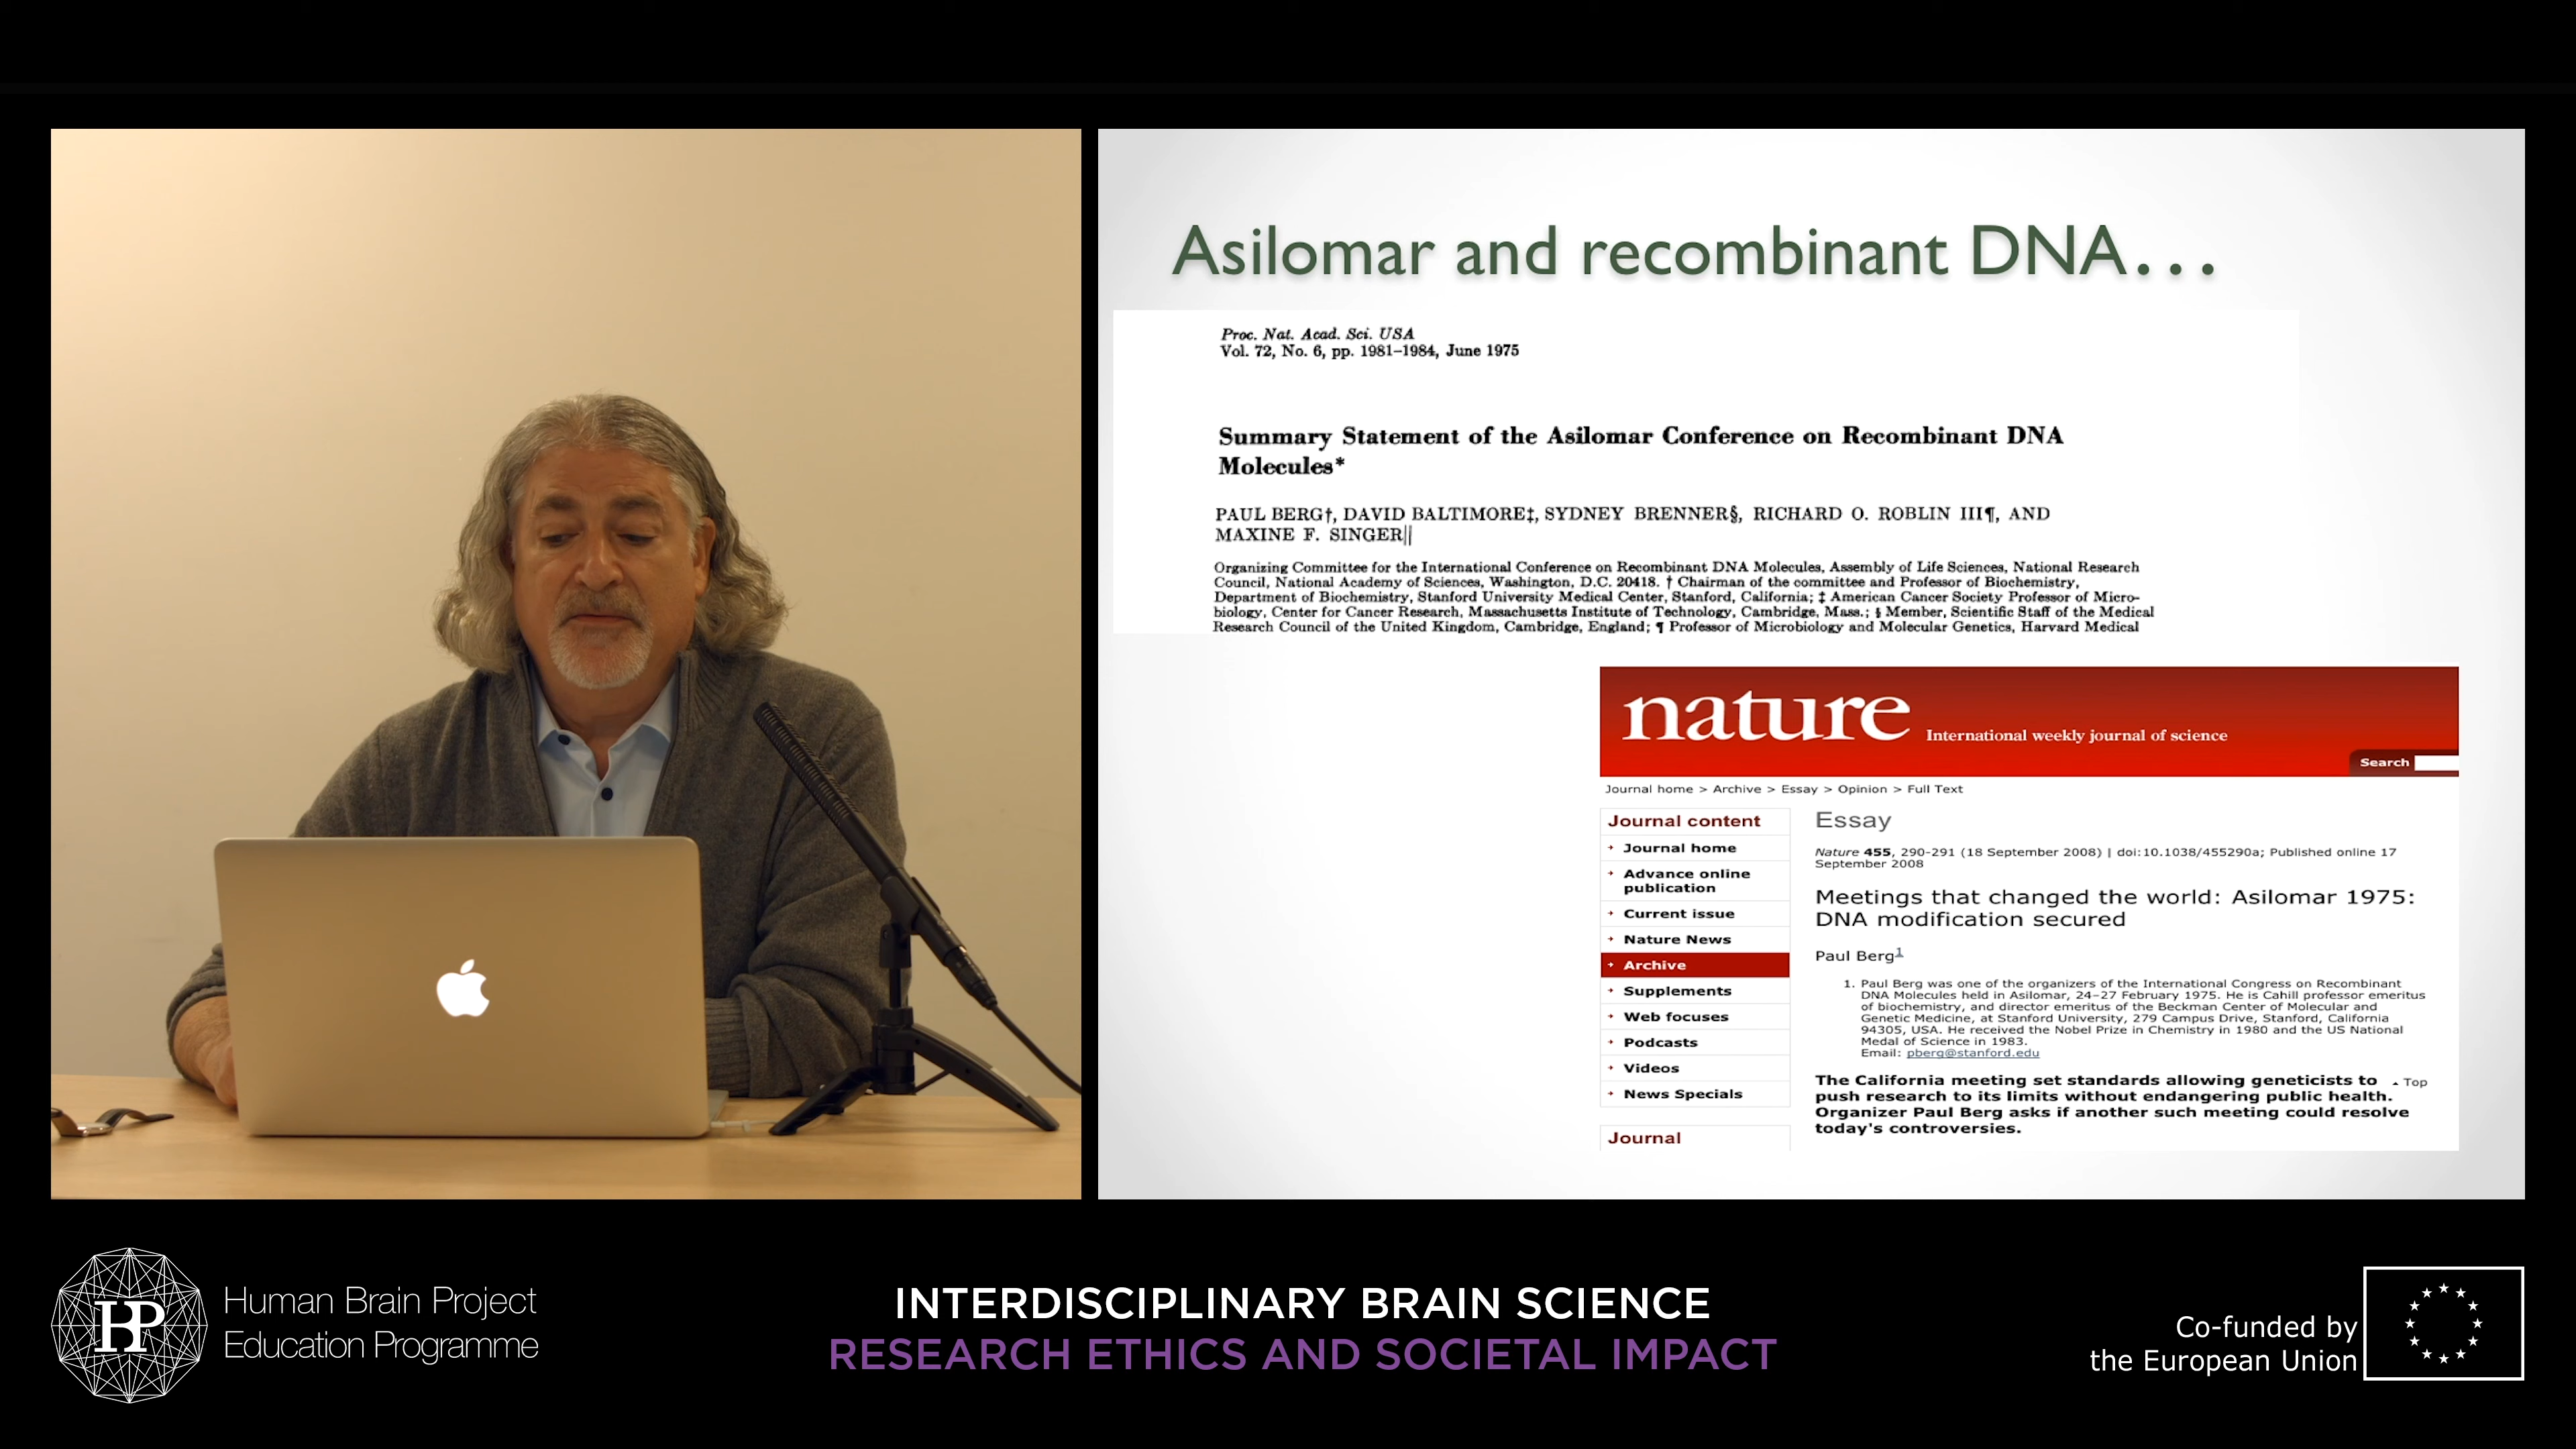 Asilomar and recombinant DNA...
Proc. Nat. Acad. Sci. USA
Vol. 72, No. 6, pp. 1981–1984, June 1975
Summary Statement of the Asilomar Conference on Recombinant DNA
Molecules*
PAUL BERG†, DAVID BALTIMORE‡, SYDNEY BRENNER§, RICHARD O. ROBLIN III¶, AND
MAXINE F. SINGER||
Organizing Committee for the International Conference on Recombinant DNA Molecules, Assembly of Life Sciences, National Research
Council, National Academy of Sciences, Washington, D.C. 20418. † Chairman of the committee and Professor of Biochemistry,
Department of Biochemistry, Stanford University Medical Center, Stanford, California; ‡ American Cancer Society Professor of Micro-
biology, Center for Cancer Research, Massachusetts Institute of Technology, Cambridge, Mass.; § Member, Scientific Staff of the Medical
Research Council of the United Kingdom, Cambridge, England; ¶ Professor of Microbiology and Molecular Genetics, Harvard Medical
nature International weekly journal of science
Search
Journal home > Archive > Essay > Opinion > Full Text
Journal content
Journal home
Advance online
publication
Current issue
Nature News
Archive
Supplements
Web focuses
Podcasts
Videos
News Specials
Journal
Essay
Nature 455, 290-291 (18 September 2008) | doi:10.1038/455290a; Published online 17
September 2008
Meetings that changed the world: Asilomar 1975:
DNA modification secured
Paul Berg1
1. Paul Berg was one of the organizers of the International Congress on Recombinant
DNA Molecules held in Asilomar, 24–27 February 1975. He is Cahill professor emeritus
of biochemistry, and director emeritus of the Beckman Center of Molecular and
Genetic Medicine, at Stanford University, 279 Campus Drive, Stanford, California
94305, USA. He received the Nobel Prize in Chemistry in 1980 and the US National
Medal of Science in 1983.
Email: pberg@stanford.edu
The California meeting set standards allowing geneticists to Top
push research to its limits without endangering public health.
Organizer Paul Berg asks if another such meeting could resolve
today's controversies.
HP
Human Brain Project
Education Programme
INTERDISCIPLINARY BRAIN SCIENCE
RESEARCH ETHICS AND SOCIETAL IMPACT
Co-funded by
the European Union